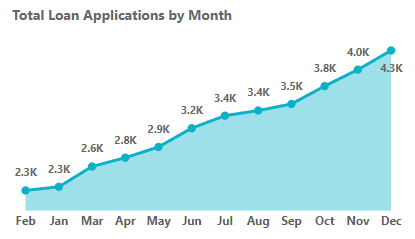 Total Loan Applications by Month
2.3K 2.3K 2.6K 2.8K 2.9K 3.2K 3.4K 3.4K 3.5K 3.8K 4.0K 4.3K
Feb Jan Mar Apr May Jun Jul Aug Sep Oct Nov Dec